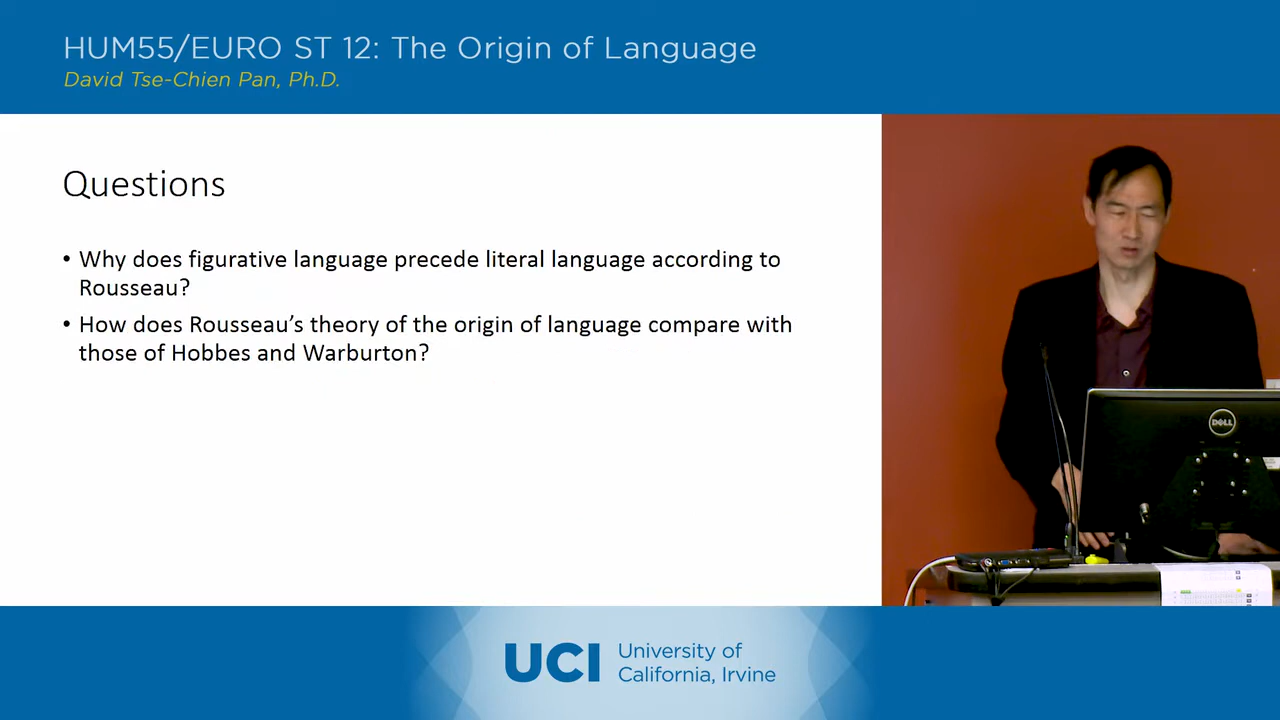 HUM55/EURO ST 12: The Origin of Language
David Tse-Chien Pan, Ph.D.
Questions
• Why does figurative language precede literal language according to
Rousseau?
• How does Rousseau's theory of the origin of language compare with
those of Hobbes and Warburton?
DELL
UCI University of
California, Irvine